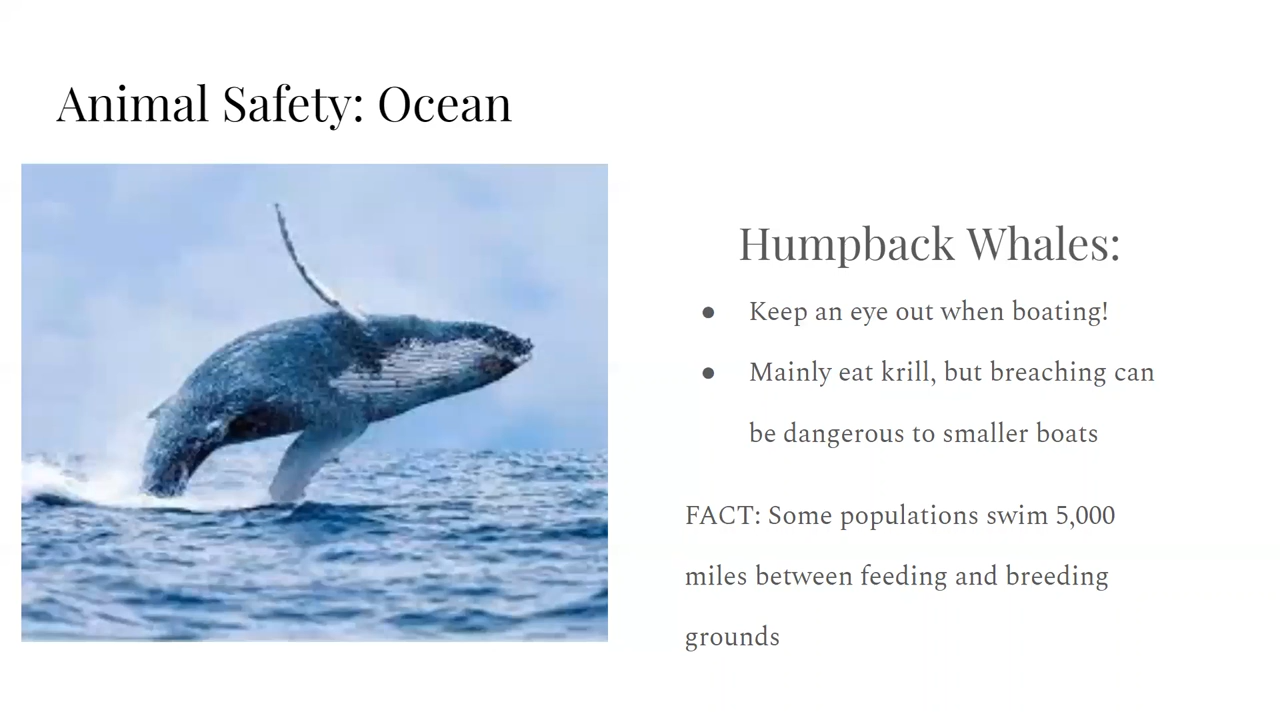 Animal Safety: Ocean
Humpback Whales:
● Keep an eye out when boating!
● Mainly eat krill, but breaching can
be dangerous to smaller boats
FACT: Some populations swim 5,000
miles between feeding and breeding
grounds